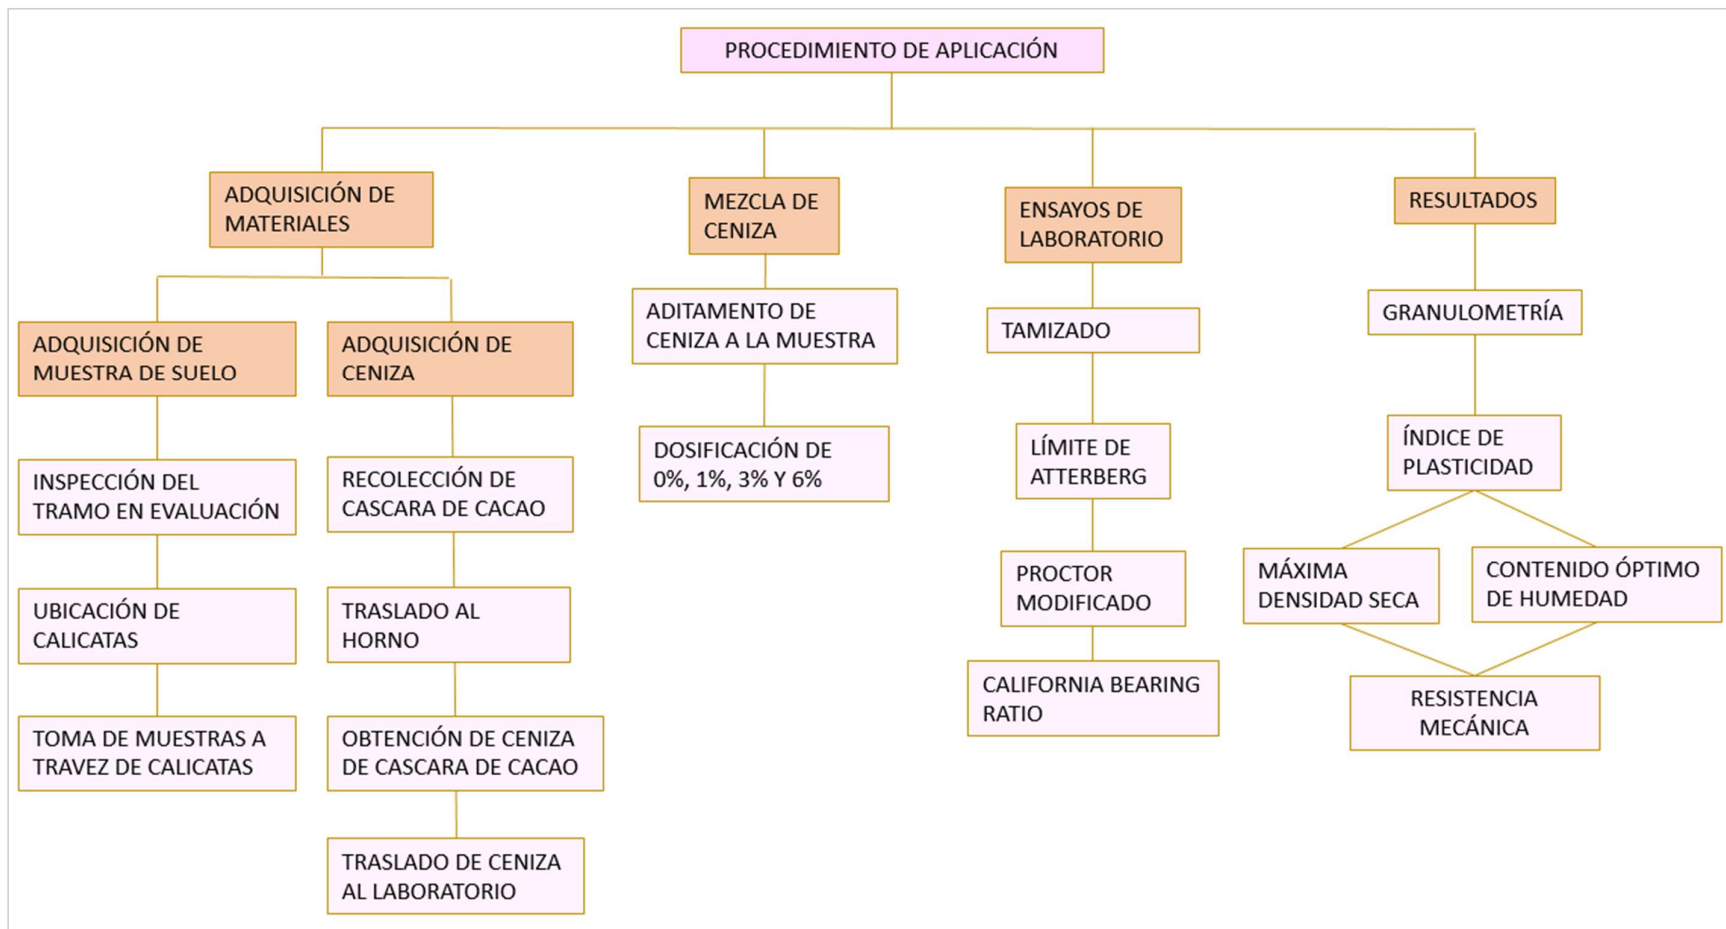 PROCEDIMIENTO DE APLICACIÓN
ADQUISICIÓN DE
MATERIALES
ADQUISICIÓN DE
MUESTRA DE SUELO
INSPECCIÓN DEL
TRAMO EN EVALUACIÓN
UBICACIÓN DE
CALICATAS
TOMA DE MUESTRAS A
TRAVEZ DE CALICATAS
ADQUISICIÓN DE
CENIZA
RECOLECCIÓN DE
CASCARA DE CACAO
TRASLADO AL
HORNO
OBTENCIÓN DE CENIZA
DE CASCARA DE CACAO
TRASLADO DE CENIZA
AL LABORATORIO
MEZCLA DE
CENIZA
ADITAMENTO DE
CENIZA A LA MUESTRA
DOSIFICACIÓN DE
0%, 1%, 3% Y 6%
ENSAYOS DE
LABORATORIO
TAMIZADO
LÍMITE DE
ATTERBERG
PROCTOR
MODIFICADO
CALIFORNIA BEARING
RATIO
RESULTADOS
GRANULOMETRÍA
ÍNDICE DE
PLASTICIDAD
MÁXIMA
DENSIDAD SECA
CONTENIDO ÓPTIMO
DE HUMEDAD
RESISTENCIA
MECÁNICA